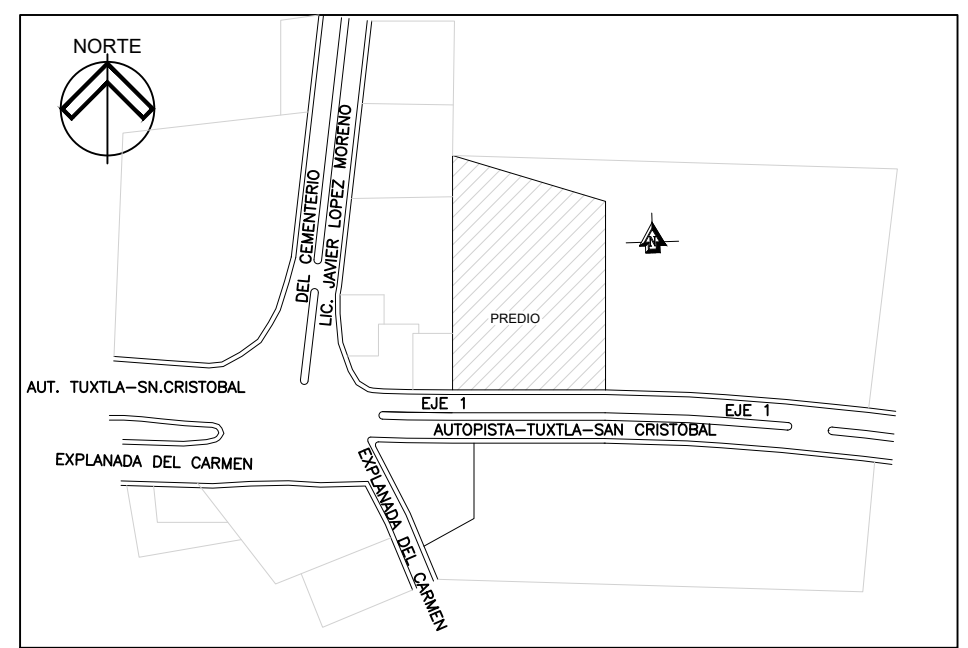 NORTE
DEL CEMENTERIO
LIC. JAVIER LOPEZ MORENO
N
PREDIO
AUT. TUXTLA-SN.CRISTOBAL
EJE 1
EJE 1
AUTOPISTA-TUXTLA-SAN CRISTOBAL
EXPLANADA DEL CARMEN
EXPLANADA DEL CARMEN